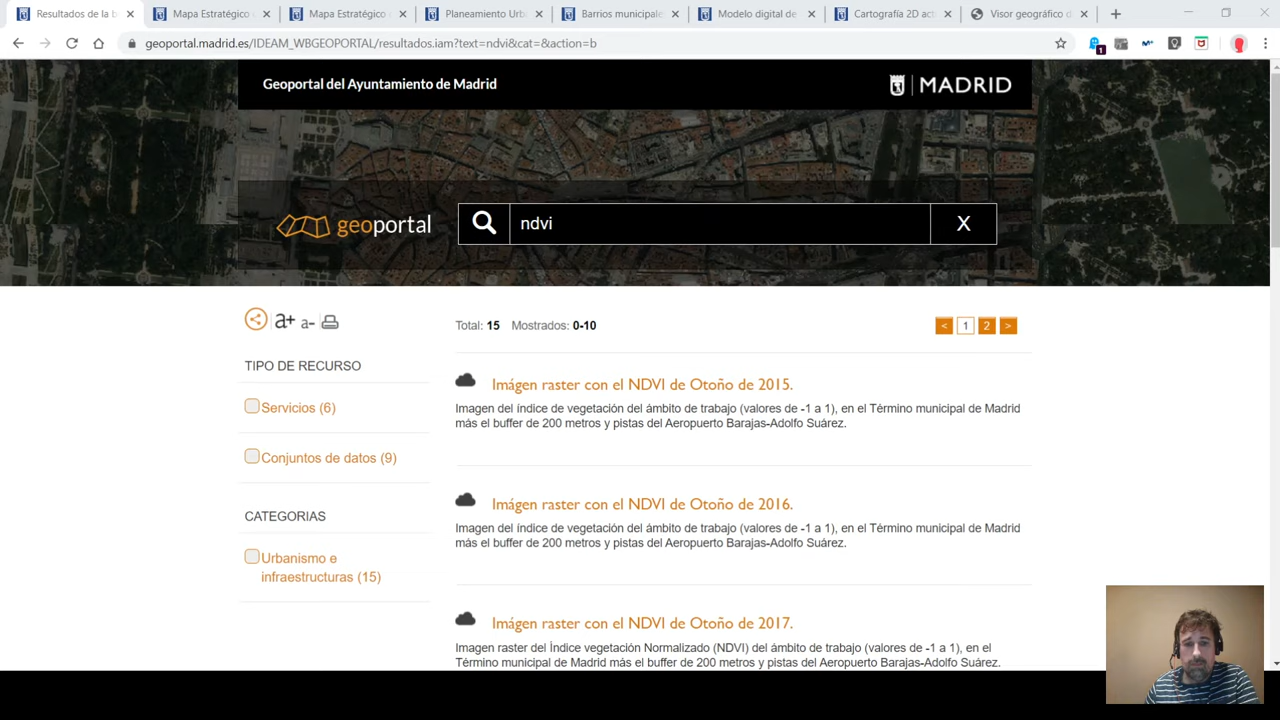 Resultados de la b
Mapa Estratégico d
Mapa Estratégico d
Planeamiento Urb
Barrios municipale
Modelo digital de
Cartografía 2D act
Visor geográfico d
geoportal.madrid.es/IDEAM_WBGEOPORTAL/resultados.iam?text=ndvi&cat=&action=b
1
Geoportal del Ayuntamiento de Madrid
MADRID
geoportal
ndvi
X
a+ a-
Total: 15 Mostrados: 0-10
< 1 2 >
TIPO DE RECURSO
Servicios (6)
Conjuntos de datos (9)
CATEGORIAS
Urbanismo e
infraestructuras (15)
Imágen raster con el NDVI de Otoño de 2015.
Imagen del índice de vegetación del ámbito de trabajo (valores de -1 a 1), en el Término municipal de Madrid
más el buffer de 200 metros y pistas del Aeropuerto Barajas-Adolfo Suárez.
Imágen raster con el NDVI de Otoño de 2016.
Imagen del índice de vegetación del ámbito de trabajo (valores de -1 a 1), en el Término municipal de Madrid
más el buffer de 200 metros y pistas del Aeropuerto Barajas-Adolfo Suárez.
Imágen raster con el NDVI de Otoño de 2017.
Imagen raster del Índice vegetación Normalizado (NDVI) del ámbito de trabajo (valores de -1 a 1), en el
Término municipal de Madrid más el buffer de 200 metros y pistas del Aeropuerto Barajas-Adolfo Suárez.